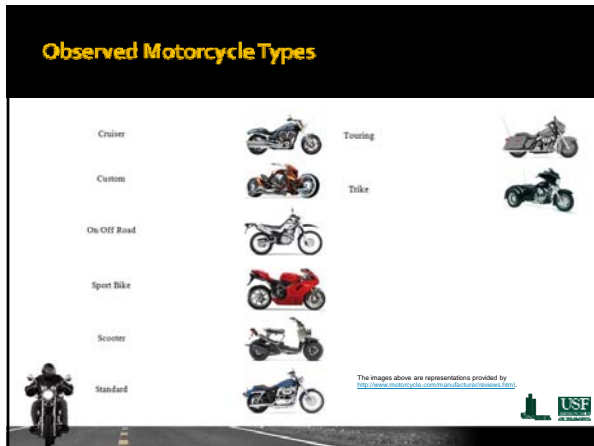 Observed Motorcycle Types
Cruiser
Custom
On/Off Road
Sport Bike
Scooter
Standard
Touring
Trike
The images above are representations provided by
http://www.motorcycle.com/manufacturer/reviews.html.
USF